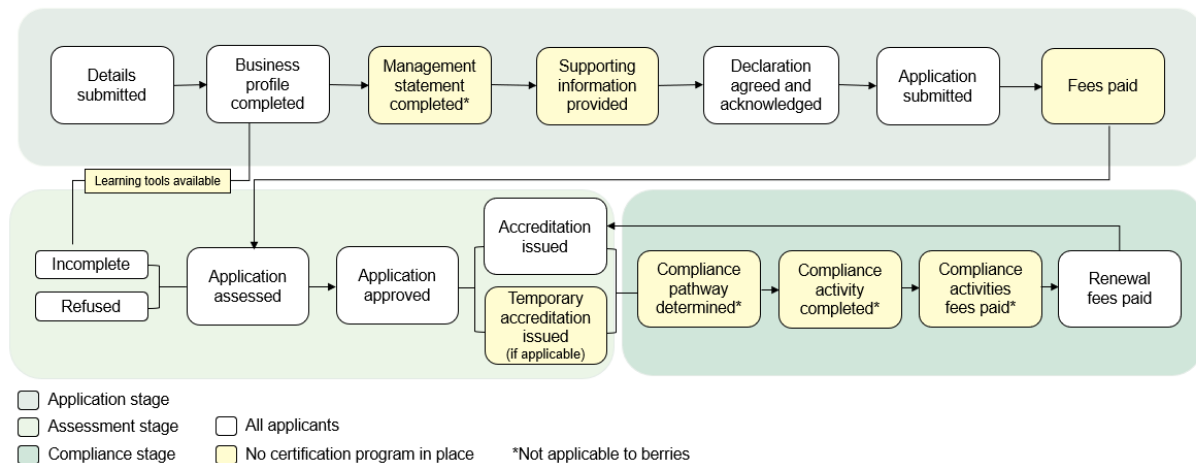 Details
submitted
Business
profile
completed
Management
statement
completed*
Supporting
information
provided
Declaration
agreed and
acknowledged
Application
submitted
Fees paid
Learning tools available
Incomplete
Refused
Application
assessed
Application
approved
Accreditation
issued
Temporary
accreditation
issued
(if applicable)
Compliance
pathway
determined*
Compliance
activity
completed*
Compliance
activities
fees paid*
Renewal
fees paid
Application stage
Assessment stage
All applicants
Compliance stage
No certification program in place
*Not applicable to berries